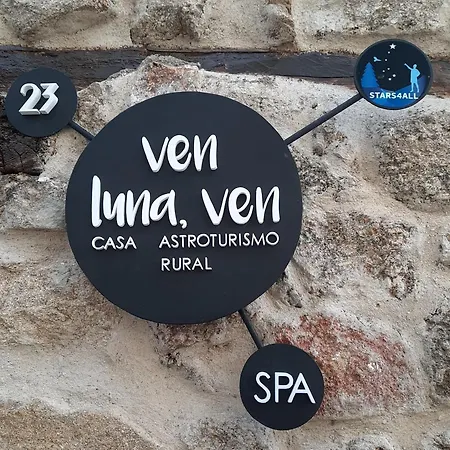 23
STARS4ALL
ven
luna, ven
CASA ASTROTURISMO
RURAL
SPA